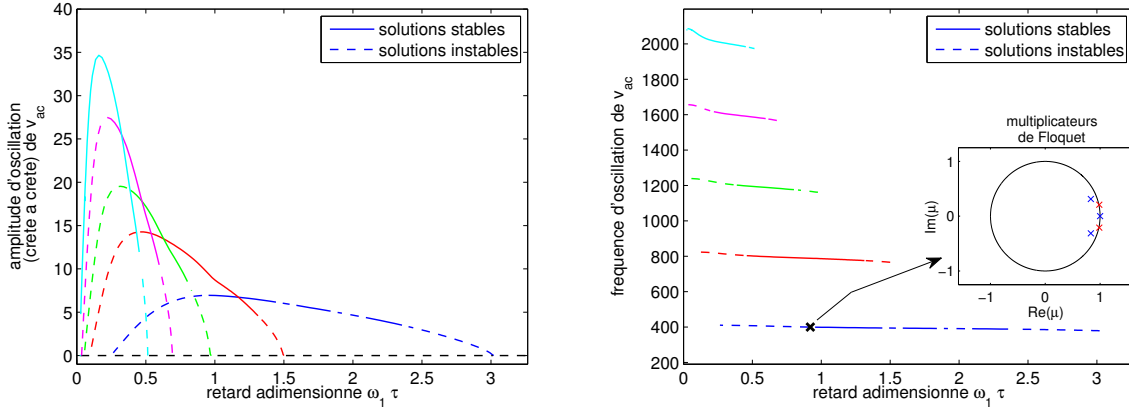 40
35
30
25
20
15
10
5
0
amplitude d'oscillation
(crete a crete) de v_ac
solutions stables
solutions instables
0 0.5 1 1.5 2 2.5 3
retard adimensionne ω_1 τ
2000
1800
1600
1400
1200
1000
800
600
400
200
frequence d'oscillation de v_ac
solutions stables
solutions instables
multiplicateurs
de Floquet
1
0
−1
Im(μ)
−1 0 1
Re(μ)
0 0.5 1 1.5 2 2.5 3
retard adimensionne ω_1 τ